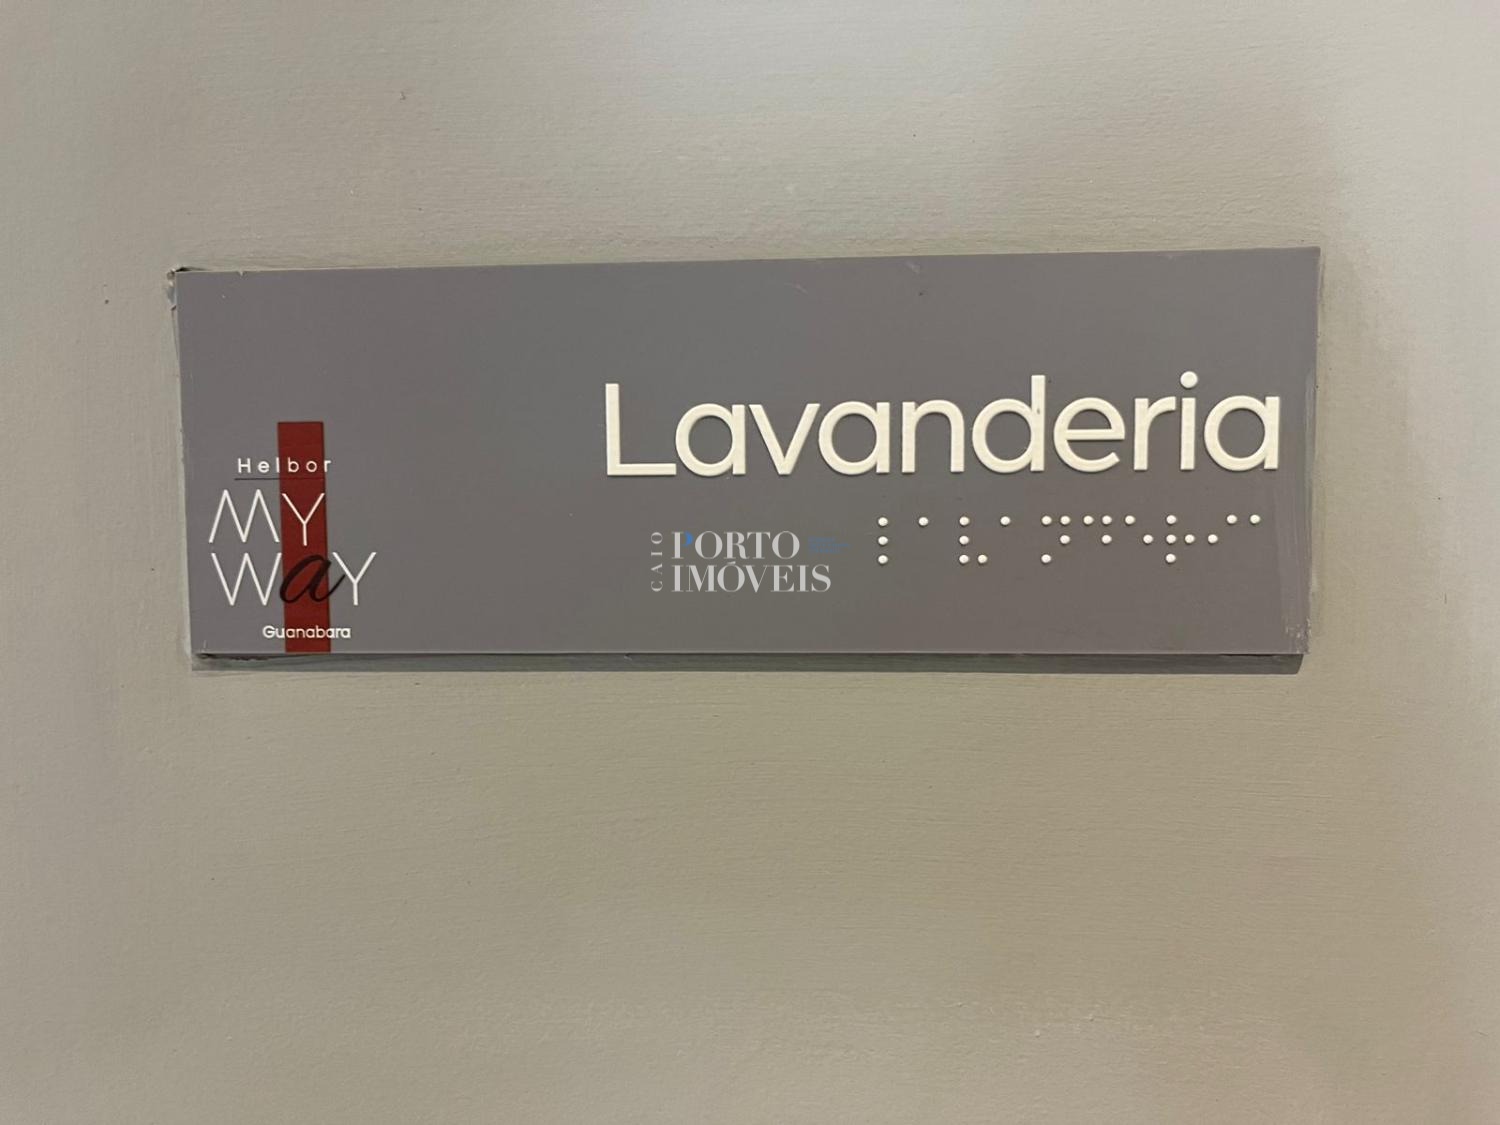 Lavanderia
Helbor
MY
WaY
Guanabara
CAIO
PORTO
IMÓVEIS
⠇⠁⠧⠁⠝⠙⠑⠗⠊⠁